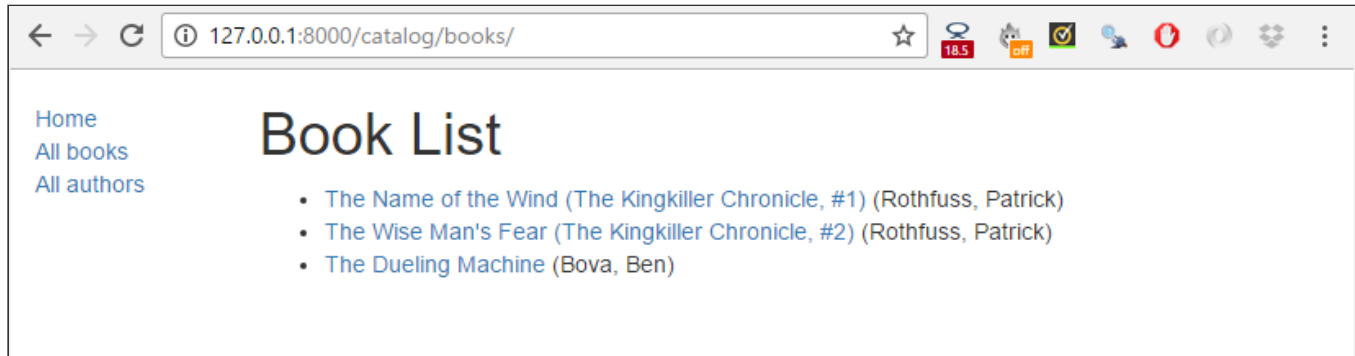 127.0.0.1:8000/catalog/books/
18.5
off
Home
All books
All authors
Book List
The Name of the Wind (The Kingkiller Chronicle, #1) (Rothfuss, Patrick)
The Wise Man's Fear (The Kingkiller Chronicle, #2) (Rothfuss, Patrick)
The Dueling Machine (Bova, Ben)